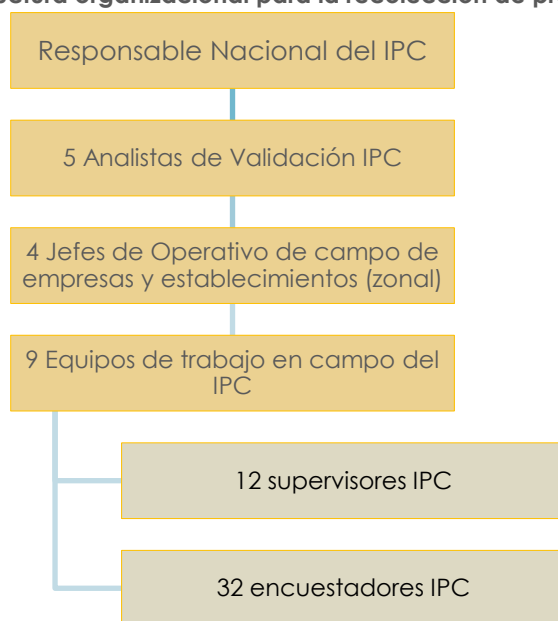 organizacional para la recolección de
Responsable Nacional del IPC
5 Analistas de Validación IPC
4 Jefes de Operativo de campo de
empresas y establecimientos (zonal)
9 Equipos de trabajo en campo del
IPC
12 supervisores IPC
32 encuestadores IPC